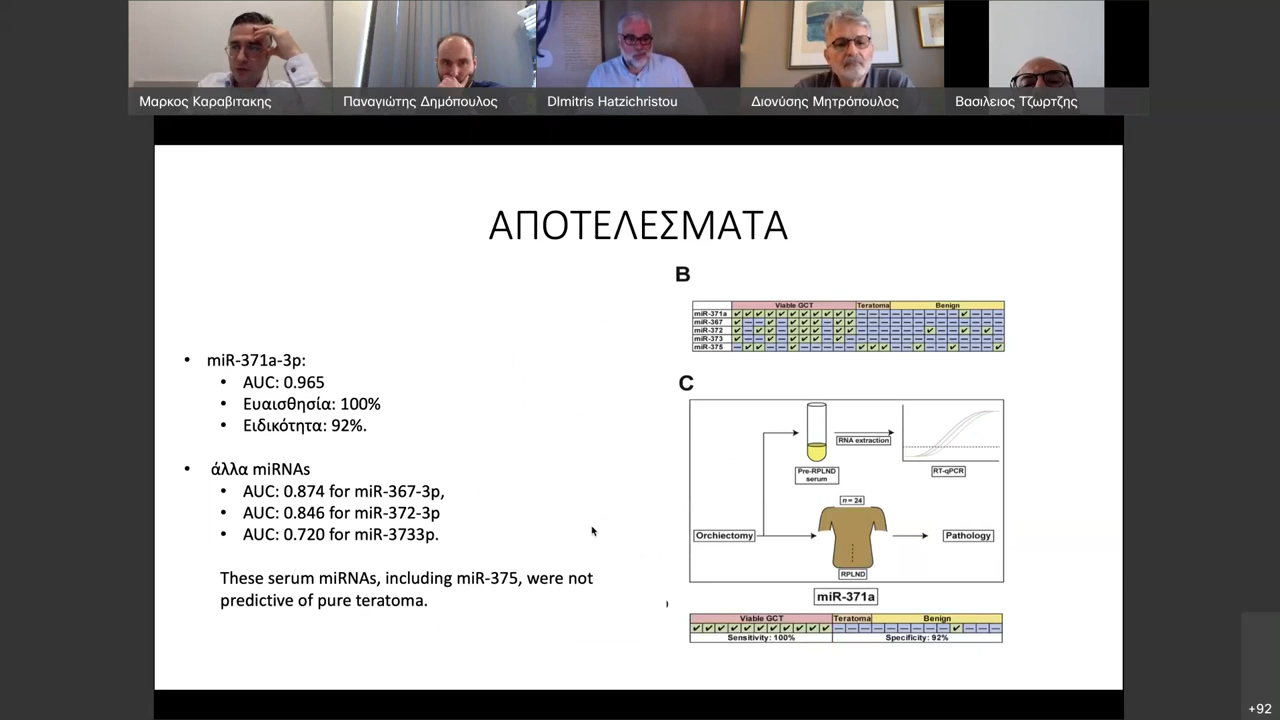 Μαρκος Καραβιτακης
Παναγιώτης Δημόπουλος
DImitris Hatzichristou
Διονύσης Μητρόπουλος
Βασιλειος Τζωρτζης
ΑΠΟΤΕΛΕΣΜΑΤΑ
• miR-371a-3p:
• AUC: 0.965
• Ευαισθησία: 100%
• Ειδικότητα: 92%.
• άλλα miRNAs
• AUC: 0.874 for miR-367-3p,
• AUC: 0.846 for miR-372-3p
• AUC: 0.720 for miR-3733p.
These serum miRNAs, including miR-375, were not
predictive of pure teratoma.
B
Viable GCT Teratoma Benign
miR-371a
miR-367
miR-372
miR-373
miR-375
C
RNA extraction
Pre-RPLND
serum
RT-qPCR
n = 24
Orchiectomy
Pathology
RPLND
miR-371a
Viable GCT Teratoma Benign
Sensitivity: 100% Specificity: 92%
+92